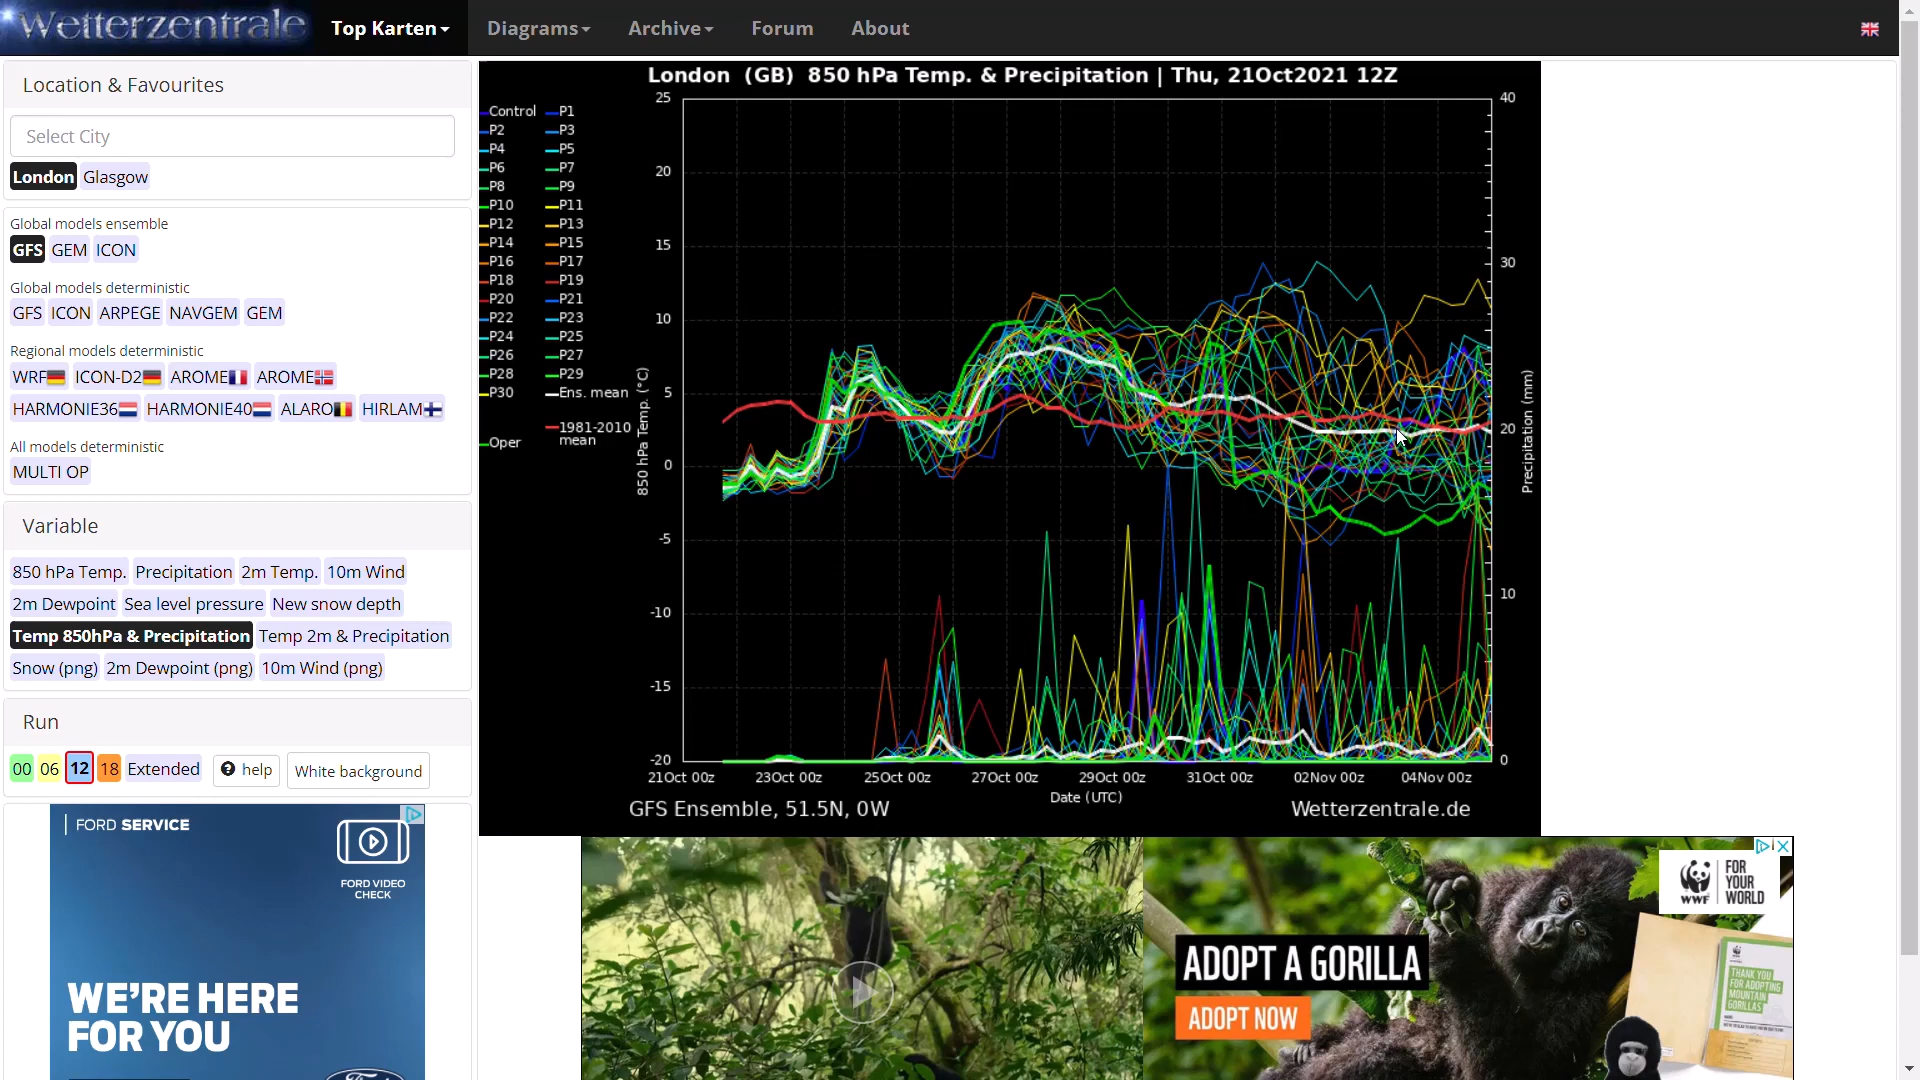 Wetterzentrale
Top Karten
Diagrams
Archive
Forum
About
Location & Favourites
Select City
London Glasgow
Global models ensemble
GFS GEM ICON
Global models deterministic
GFS ICON ARPEGE NAVGEM GEM
Regional models deterministic
WRF ICON-D2 AROME AROME
HARMONIE36 HARMONIE40 ALARO HIRLAM
All models deterministic
MULTI OP
Variable
850 hPa Temp. Precipitation 2m Temp. 10m Wind
2m Dewpoint Sea level pressure New snow depth
Temp 850hPa & Precipitation Temp 2m & Precipitation
Snow (png) 2m Dewpoint (png) 10m Wind (png)
Run
00 06 12 18 Extended help White background
FORD SERVICE
FORD VIDEO
CHECK
WE'RE HERE
FOR YOU
London (GB) 850 hPa Temp. & Precipitation | Thu, 21Oct2021 12Z
Control P1
P2 P3
P4 P5
P6 P7
P8 P9
P10 P11
P12 P13
P14 P15
P16 P17
P18 P19
P20 P21
P22 P23
P24 P25
P26 P27
P28 P29
P30 Ens. mean
1981-2010
mean
Oper
850 hPa Temp. (°C)
25
20
15
10
5
0
-5
-10
-15
-20
40
30
20
10
0
Precipitation (mm)
21Oct 00z 23Oct 00z 25Oct 00z 27Oct 00z 29Oct 00z 31Oct 00z 02Nov 00z 04Nov 00z
Date (UTC)
GFS Ensemble, 51.5N, 0W
Wetterzentrale.de
WWF
FOR
YOUR
WORLD
ADOPT A GORILLA
ADOPT NOW
THANK YOU
FOR ADOPTING
MOUNTAIN
GORILLAS